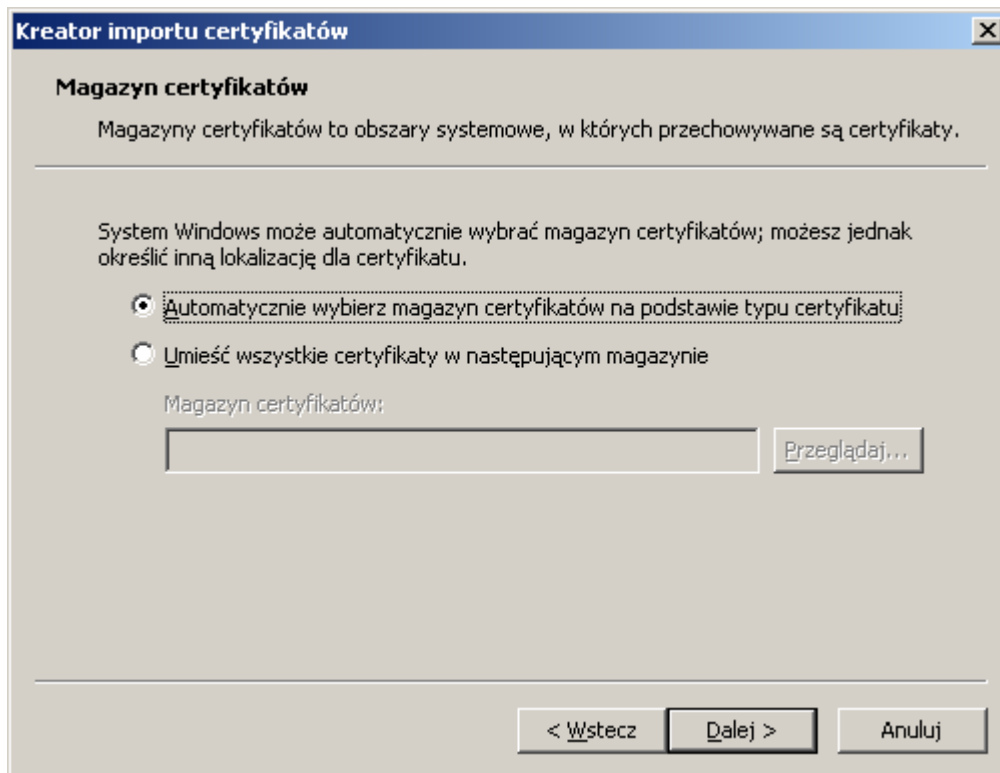 Kreator importu certyfikatów
Magazyn certyfikatów
Magazyny certyfikatów to obszary systemowe, w których przechowywane są certyfikaty.
System Windows może automatycznie wybrać magazyn certyfikatów; możesz jednak
określić inną lokalizację dla certyfikatu.
Automatycznie wybierz magazyn certyfikatów na podstawie typu certyfikatu
Umieść wszystkie certyfikaty w następującym magazynie
Magazyn certyfikatów:
Przeglądaj...
< Wstecz
Dalej >
Anuluj